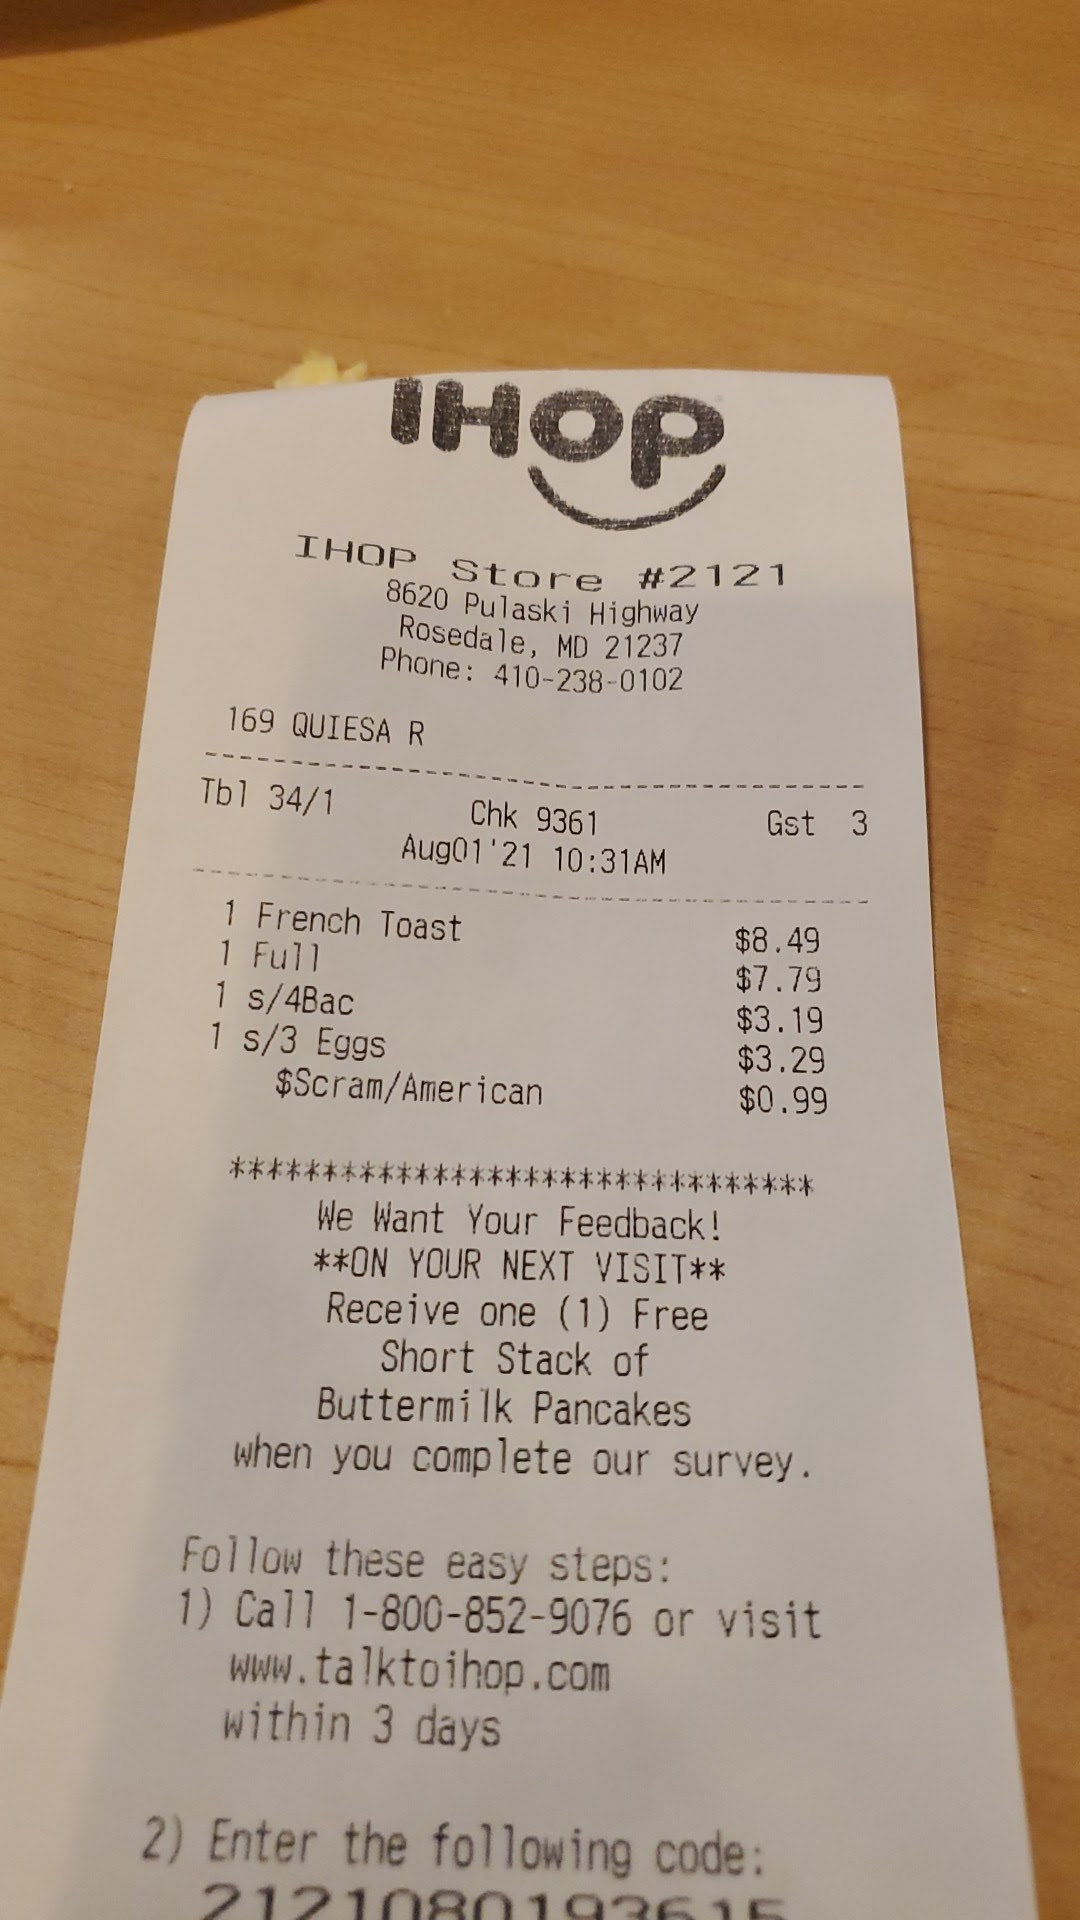 IHOP
IHOP Store #2121
8620 Pulaski Highway
Rosedale, MD 21237
Phone: 410-238-0102
169 QUIESA R
--------------------------------
Tbl 34/1 Chk 9361 Gst 3
Aug01'21 10:31AM
--------------------------------
1 French Toast $8.49
1 Full $7.79
1 s/4Bac $3.19
1 s/3 Eggs $3.29
$Scram/American $0.99
********************************
We Want Your Feedback!
**ON YOUR NEXT VISIT**
Receive one (1) Free
Short Stack of
Buttermilk Pancakes
when you complete our survey.
Follow these easy steps:
1) Call 1-800-852-9076 or visit
www.talktoihop.com
within 3 days
2) Enter the following code:
2121080193615